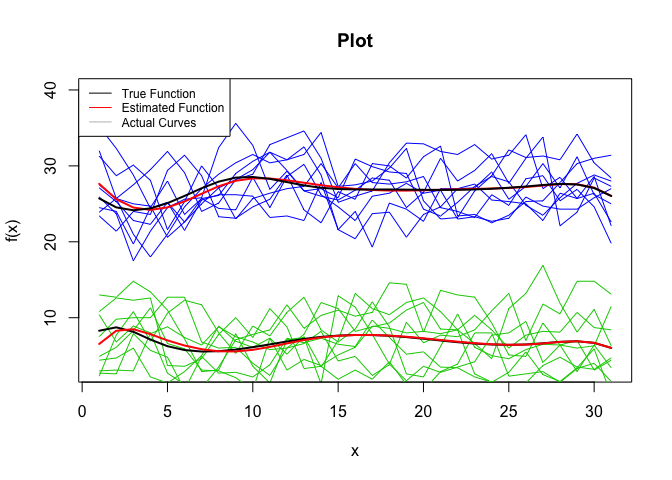 Plot
True Function
Estimated Function
Actual Curves
40
30
20
10
f(x)
0
5
10
15
20
25
30
x